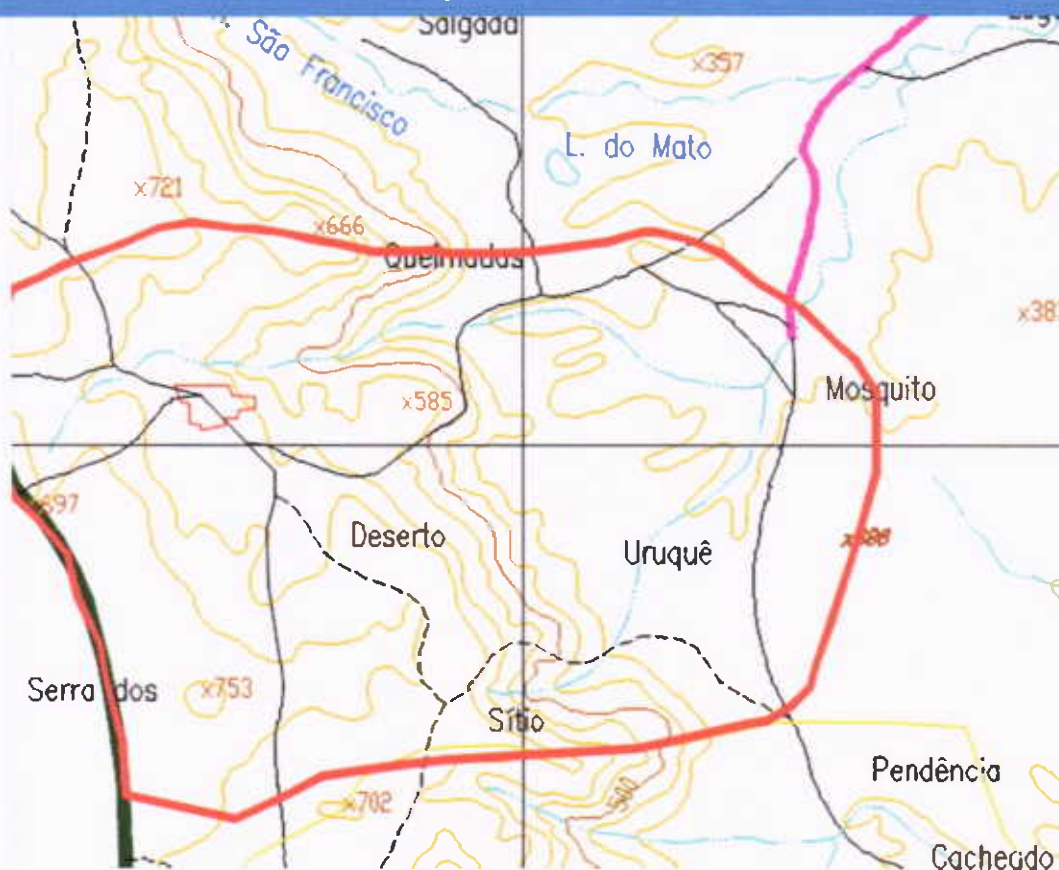 Salgada
São Francisco
x357
L. do Mato
x721
x666
Queimadas
x38
x585
Mosquito
x697
Deserto
Uruquê
Serra dos
x753
Sítio
Pendência
x702
500
Cacheado